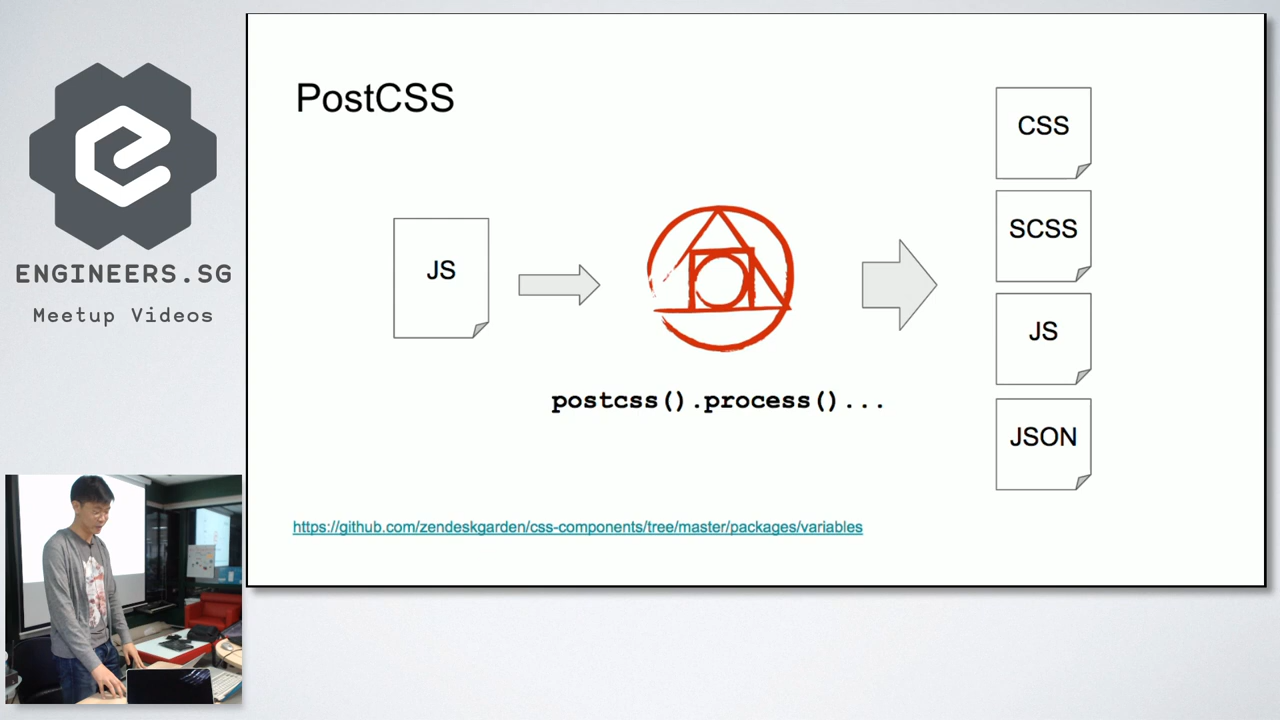 ENGINEERS.SG
Meetup Videos
PostCSS
JS
postcss().process()...
CSS
SCSS
JS
JSON
https://github.com/zendeskgarden/css-components/tree/master/packages/variables